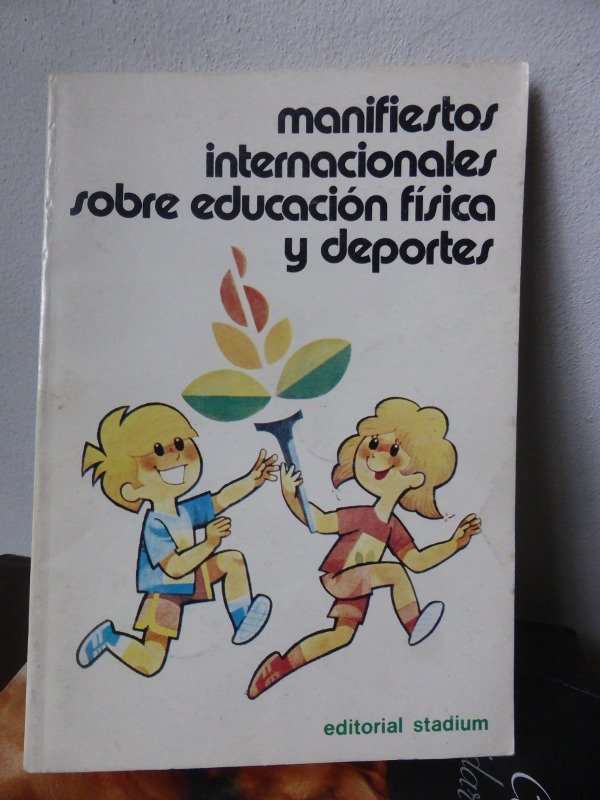 manifiestos
internacionales
sobre educación física
y deportes
editorial stadium